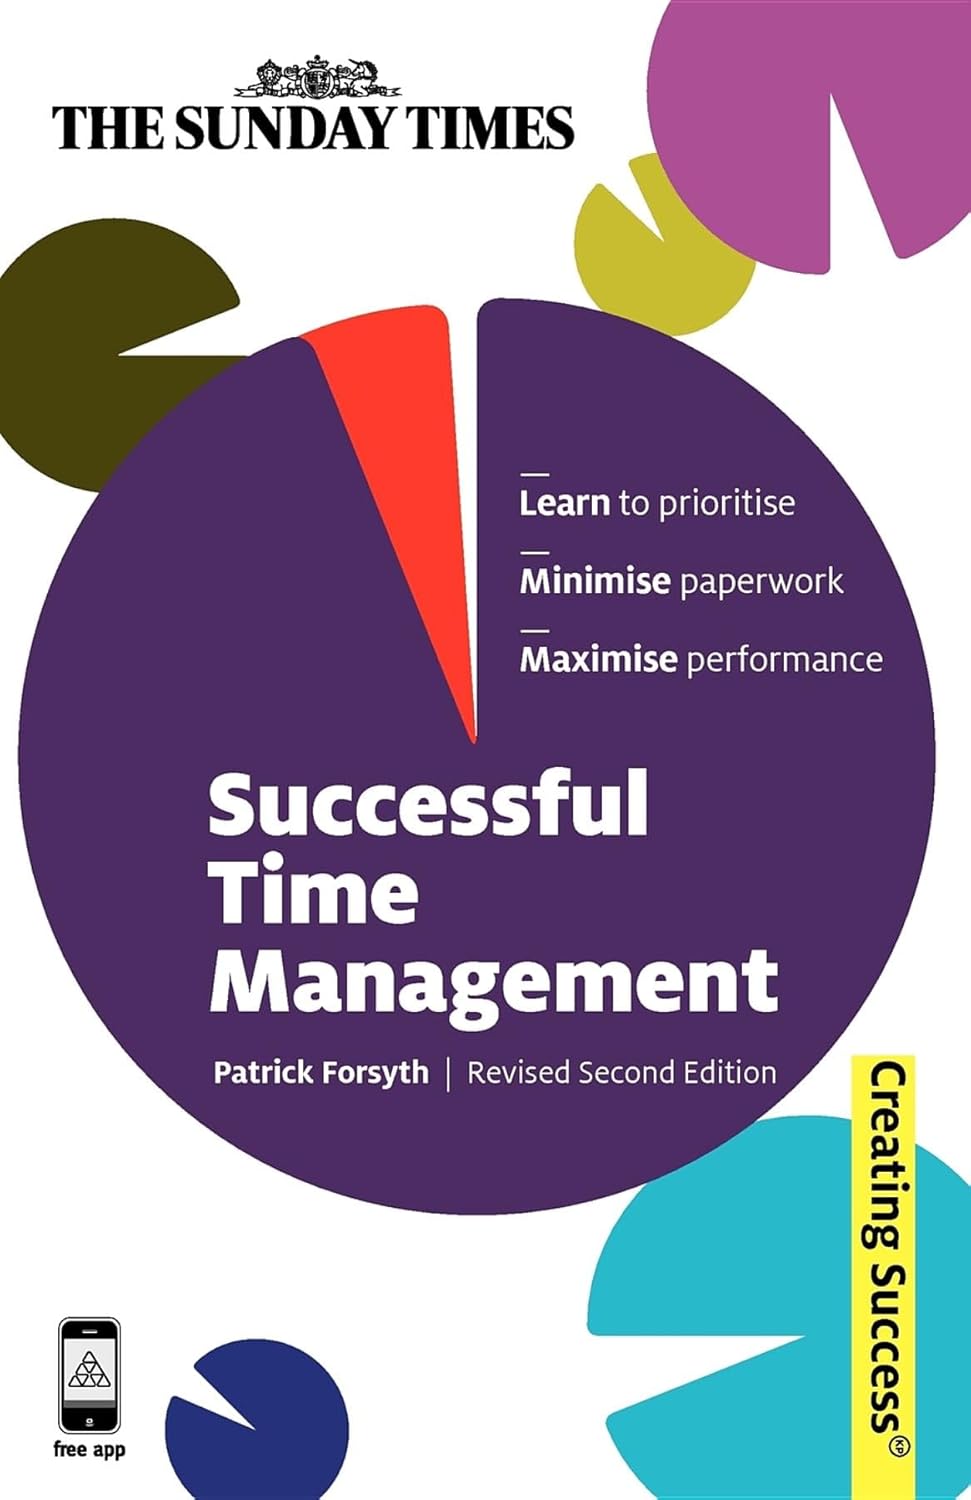 THE SUNDAY TIMES
Learn to prioritise
Minimise paperwork
Maximise performance
Successful
Time
Management
Patrick Forsyth | Revised Second Edition
Creating Success
KP
free app